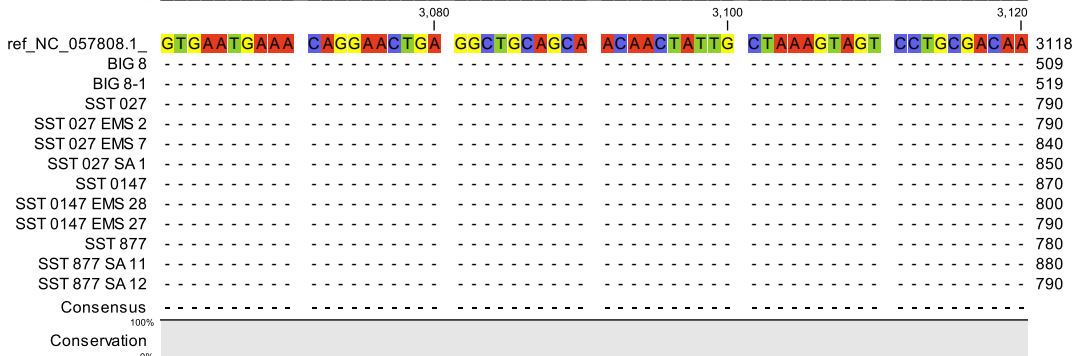 3,080 3,100 3,120
ref_NC_057808.1_ GTGAATGAAA CAGGAACTGA GGCTGCAGCA ACAACTATTG CTAAAGTAGT CCTGCGACAA 3118
BIG 8 - - - - - - - - - - - - - - - - - - - - - - - - - - - - - - - - - - - - - - - - - - - - - - - - - - - - - - - - - - - - 509
BIG 8-1 - - - - - - - - - - - - - - - - - - - - - - - - - - - - - - - - - - - - - - - - - - - - - - - - - - - - - - - - - - - - 519
SST 027 - - - - - - - - - - - - - - - - - - - - - - - - - - - - - - - - - - - - - - - - - - - - - - - - - - - - - - - - - - - - 790
SST 027 EMS 2 - - - - - - - - - - - - - - - - - - - - - - - - - - - - - - - - - - - - - - - - - - - - - - - - - - - - - - - - - - - - 790
SST 027 EMS 7 - - - - - - - - - - - - - - - - - - - - - - - - - - - - - - - - - - - - - - - - - - - - - - - - - - - - - - - - - - - - 840
SST 027 SA 1 - - - - - - - - - - - - - - - - - - - - - - - - - - - - - - - - - - - - - - - - - - - - - - - - - - - - - - - - - - - - 850
SST 0147 - - - - - - - - - - - - - - - - - - - - - - - - - - - - - - - - - - - - - - - - - - - - - - - - - - - - - - - - - - - - 870
SST 0147 EMS 28 - - - - - - - - - - - - - - - - - - - - - - - - - - - - - - - - - - - - - - - - - - - - - - - - - - - - - - - - - - - - 800
SST 0147 EMS 27 - - - - - - - - - - - - - - - - - - - - - - - - - - - - - - - - - - - - - - - - - - - - - - - - - - - - - - - - - - - - 790
SST 877 - - - - - - - - - - - - - - - - - - - - - - - - - - - - - - - - - - - - - - - - - - - - - - - - - - - - - - - - - - - - 780
SST 877 SA 11 - - - - - - - - - - - - - - - - - - - - - - - - - - - - - - - - - - - - - - - - - - - - - - - - - - - - - - - - - - - - 880
SST 877 SA 12 - - - - - - - - - - - - - - - - - - - - - - - - - - - - - - - - - - - - - - - - - - - - - - - - - - - - - - - - - - - - 790
Consensus - - - - - - - - - - - - - - - - - - - - - - - - - - - - - - - - - - - - - - - - - - - - - - - - - - - - - - - - - - - -
100%
Conservation